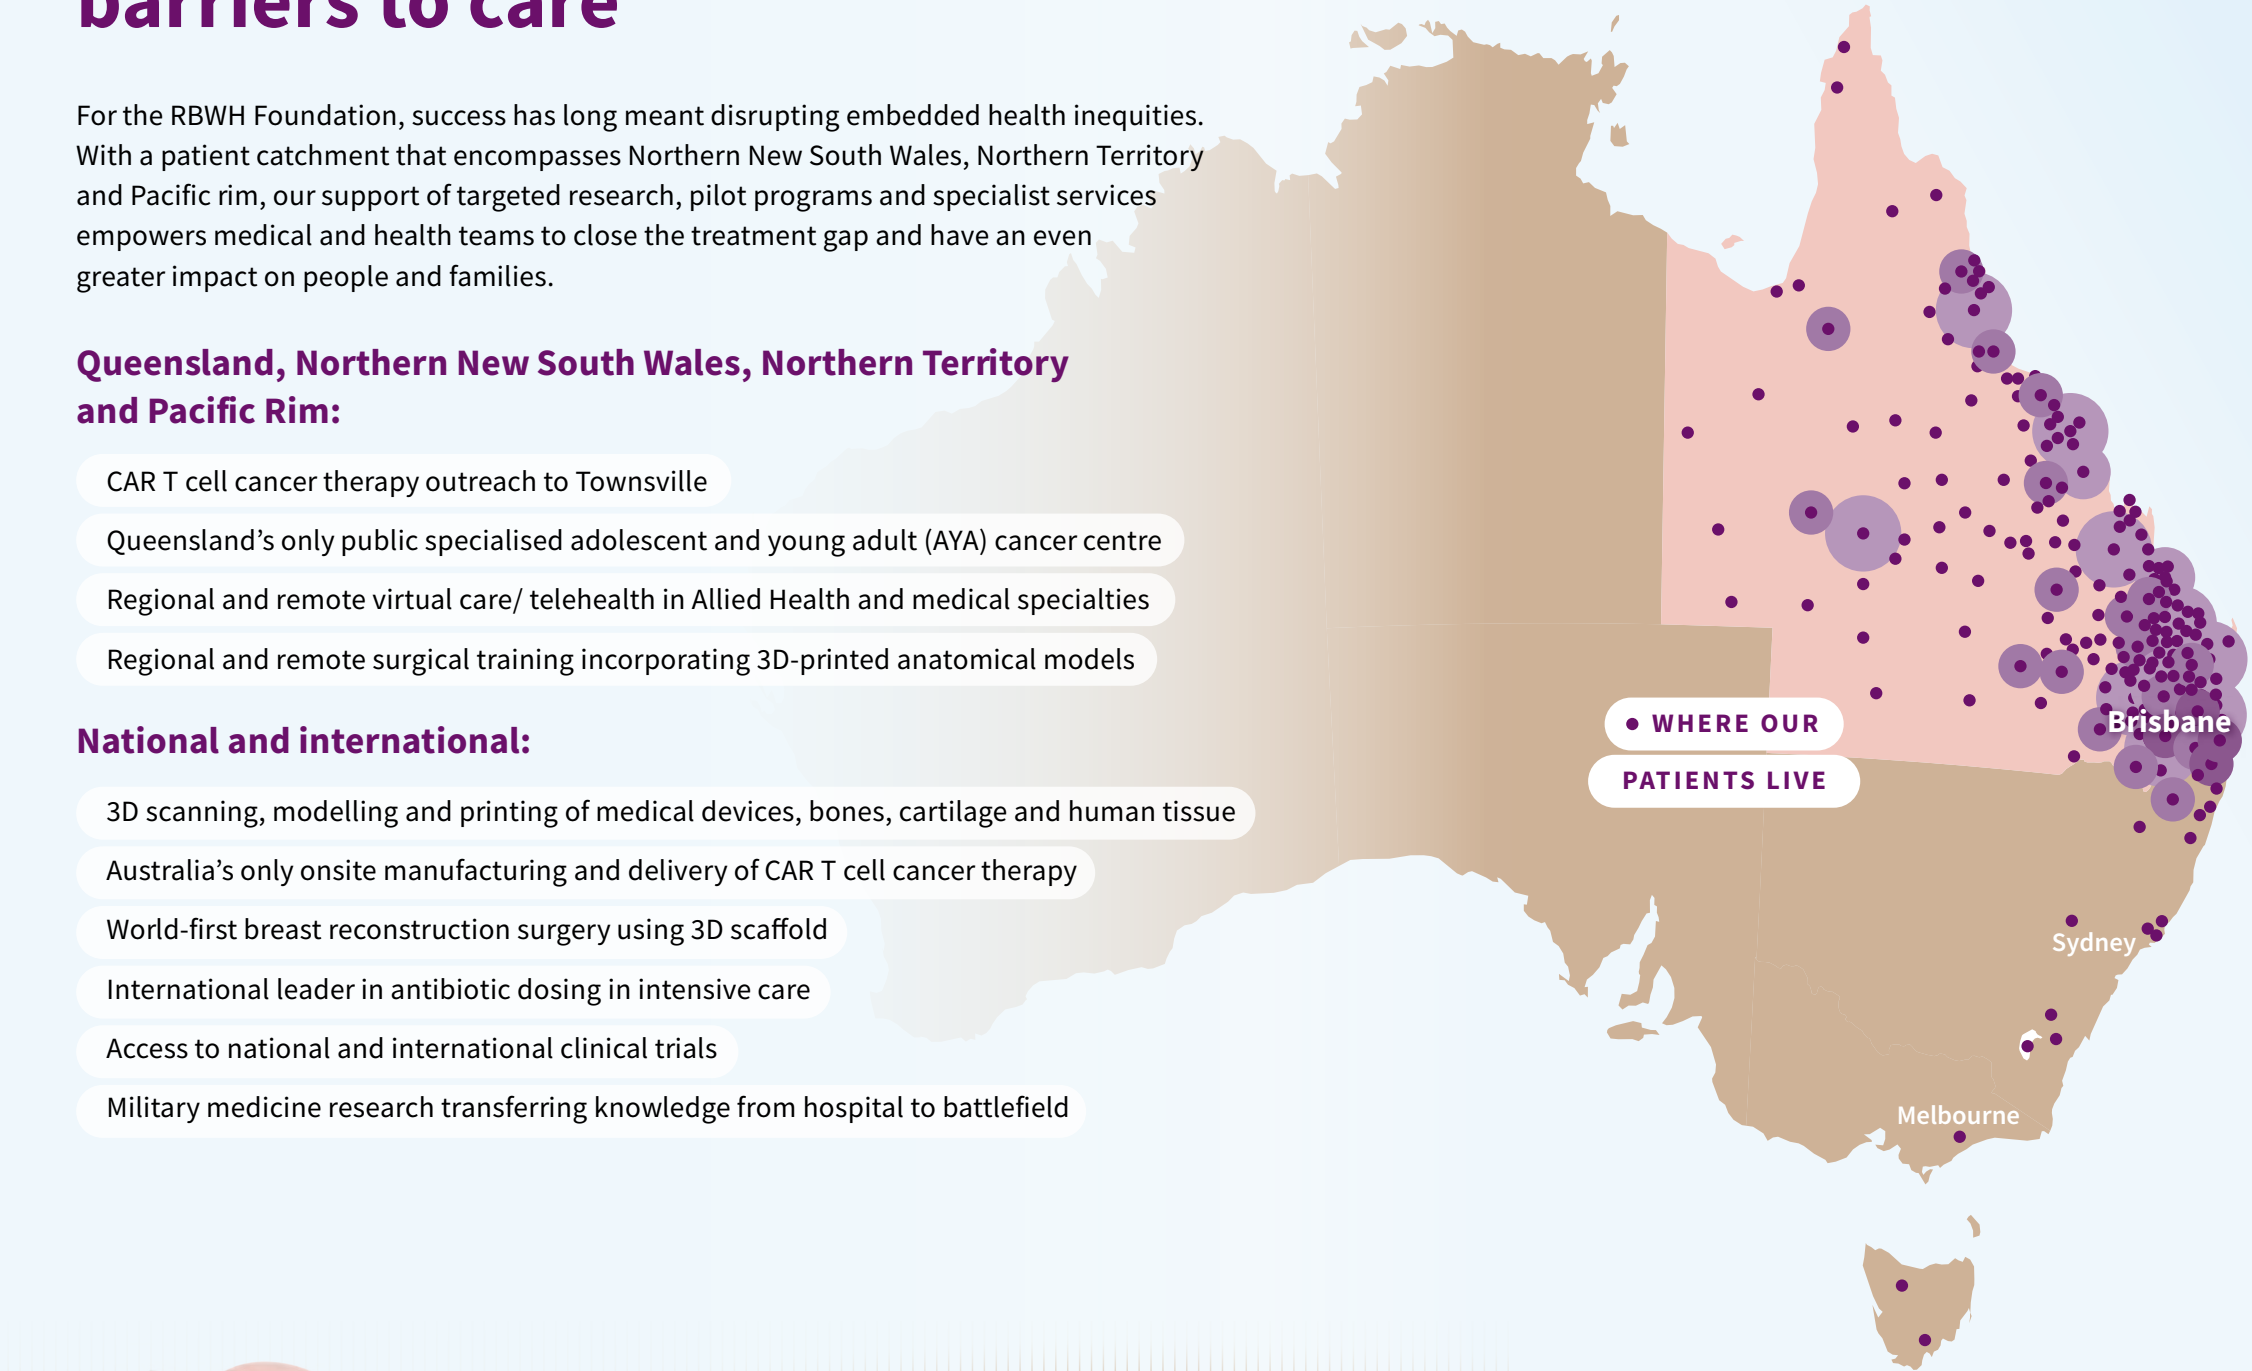 barriers to care
For the RBWH Foundation, success has long meant disrupting embedded health inequities.
With a patient catchment that encompasses Northern New South Wales, Northern Territory
and Pacific rim, our support of targeted research, pilot programs and specialist services
empowers medical and health teams to close the treatment gap and have an even
greater impact on people and families.
Queensland, Northern New South Wales, Northern Territory
and Pacific Rim:
CAR T cell cancer therapy outreach to Townsville
Queensland’s only public specialised adolescent and young adult (AYA) cancer centre
Regional and remote virtual care/ telehealth in Allied Health and medical specialties
Regional and remote surgical training incorporating 3D-printed anatomical models
National and international:
3D scanning, modelling and printing of medical devices, bones, cartilage and human tissue
Australia’s only onsite manufacturing and delivery of CAR T cell cancer therapy
World-first breast reconstruction surgery using 3D scaffold
International leader in antibiotic dosing in intensive care
Access to national and international clinical trials
Military medicine research transferring knowledge from hospital to battlefield
WHERE OUR
PATIENTS LIVE
Brisbane
Sydney
Melbourne